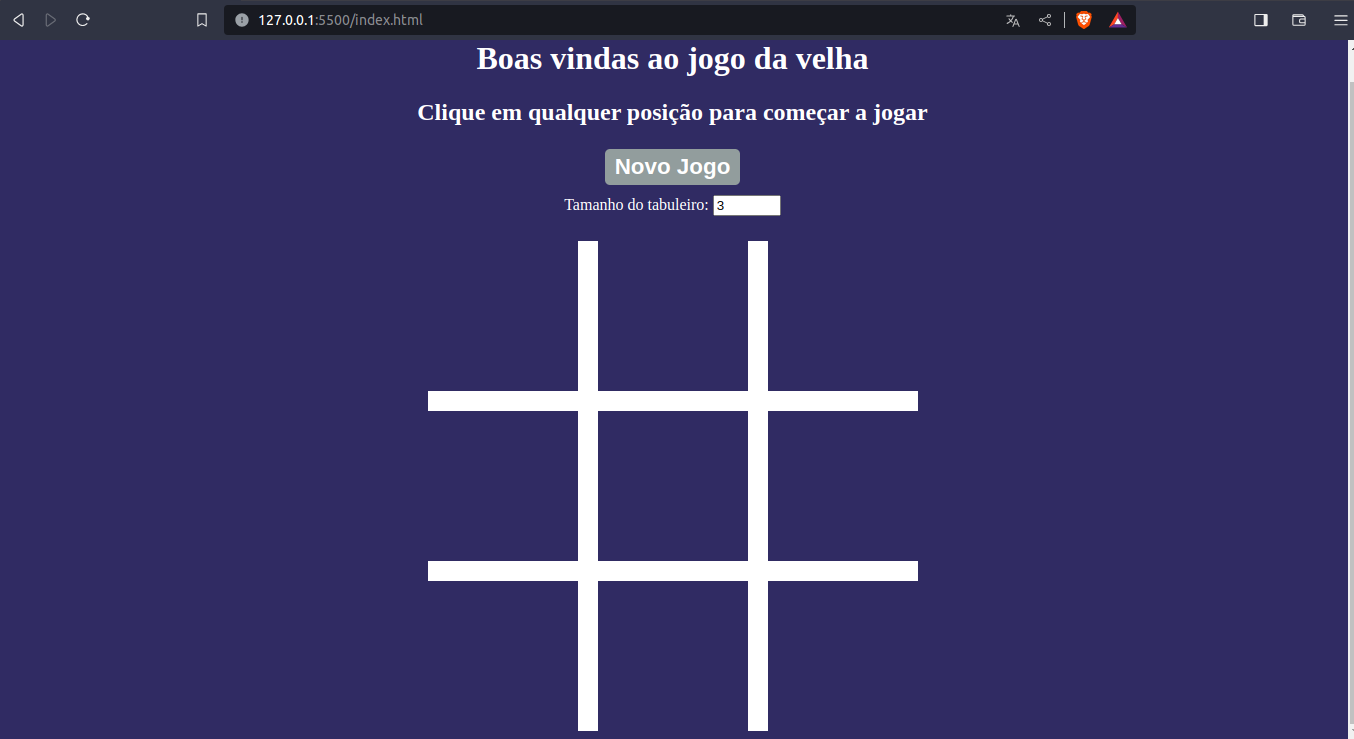 127.0.0.1:5500/index.html
Boas vindas ao jogo da velha
Clique em qualquer posição para começar a jogar
Novo Jogo
Tamanho do tabuleiro: 3